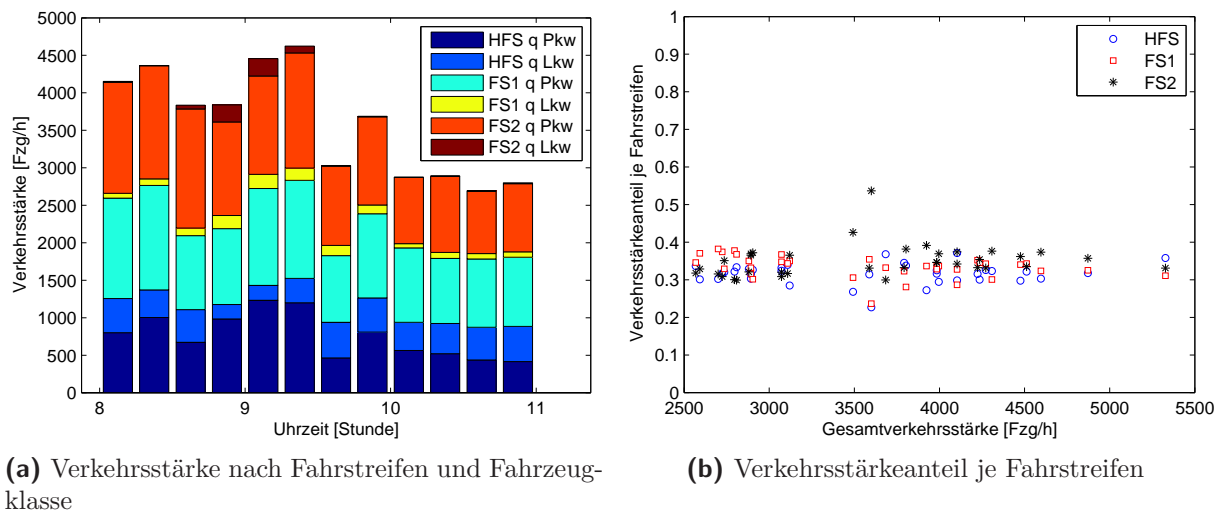 5000
4500
4000
3500
3000
2500
2000
1500
1000
500
0
Verkehrsstärke [Fzg/h]
HFS q Pkw
HFS q Lkw
FS1 q Pkw
FS1 q Lkw
FS2 q Pkw
FS2 q Lkw
8
9
10
11
Uhrzeit [Stunde]
(a) Verkehrsstärke nach Fahrstreifen und Fahrzeug-
klasse
1
0.9
0.8
0.7
0.6
0.5
0.4
0.3
0.2
0.1
0
Verkehrsstärkeanteil je Fahrstreifen
HFS
FS1
FS2
2500
3000
3500
4000
4500
5000
5500
Gesamtverkehrsstärke [Fzg/h]
(b) Verkehrsstärkeanteil je Fahrstreifen